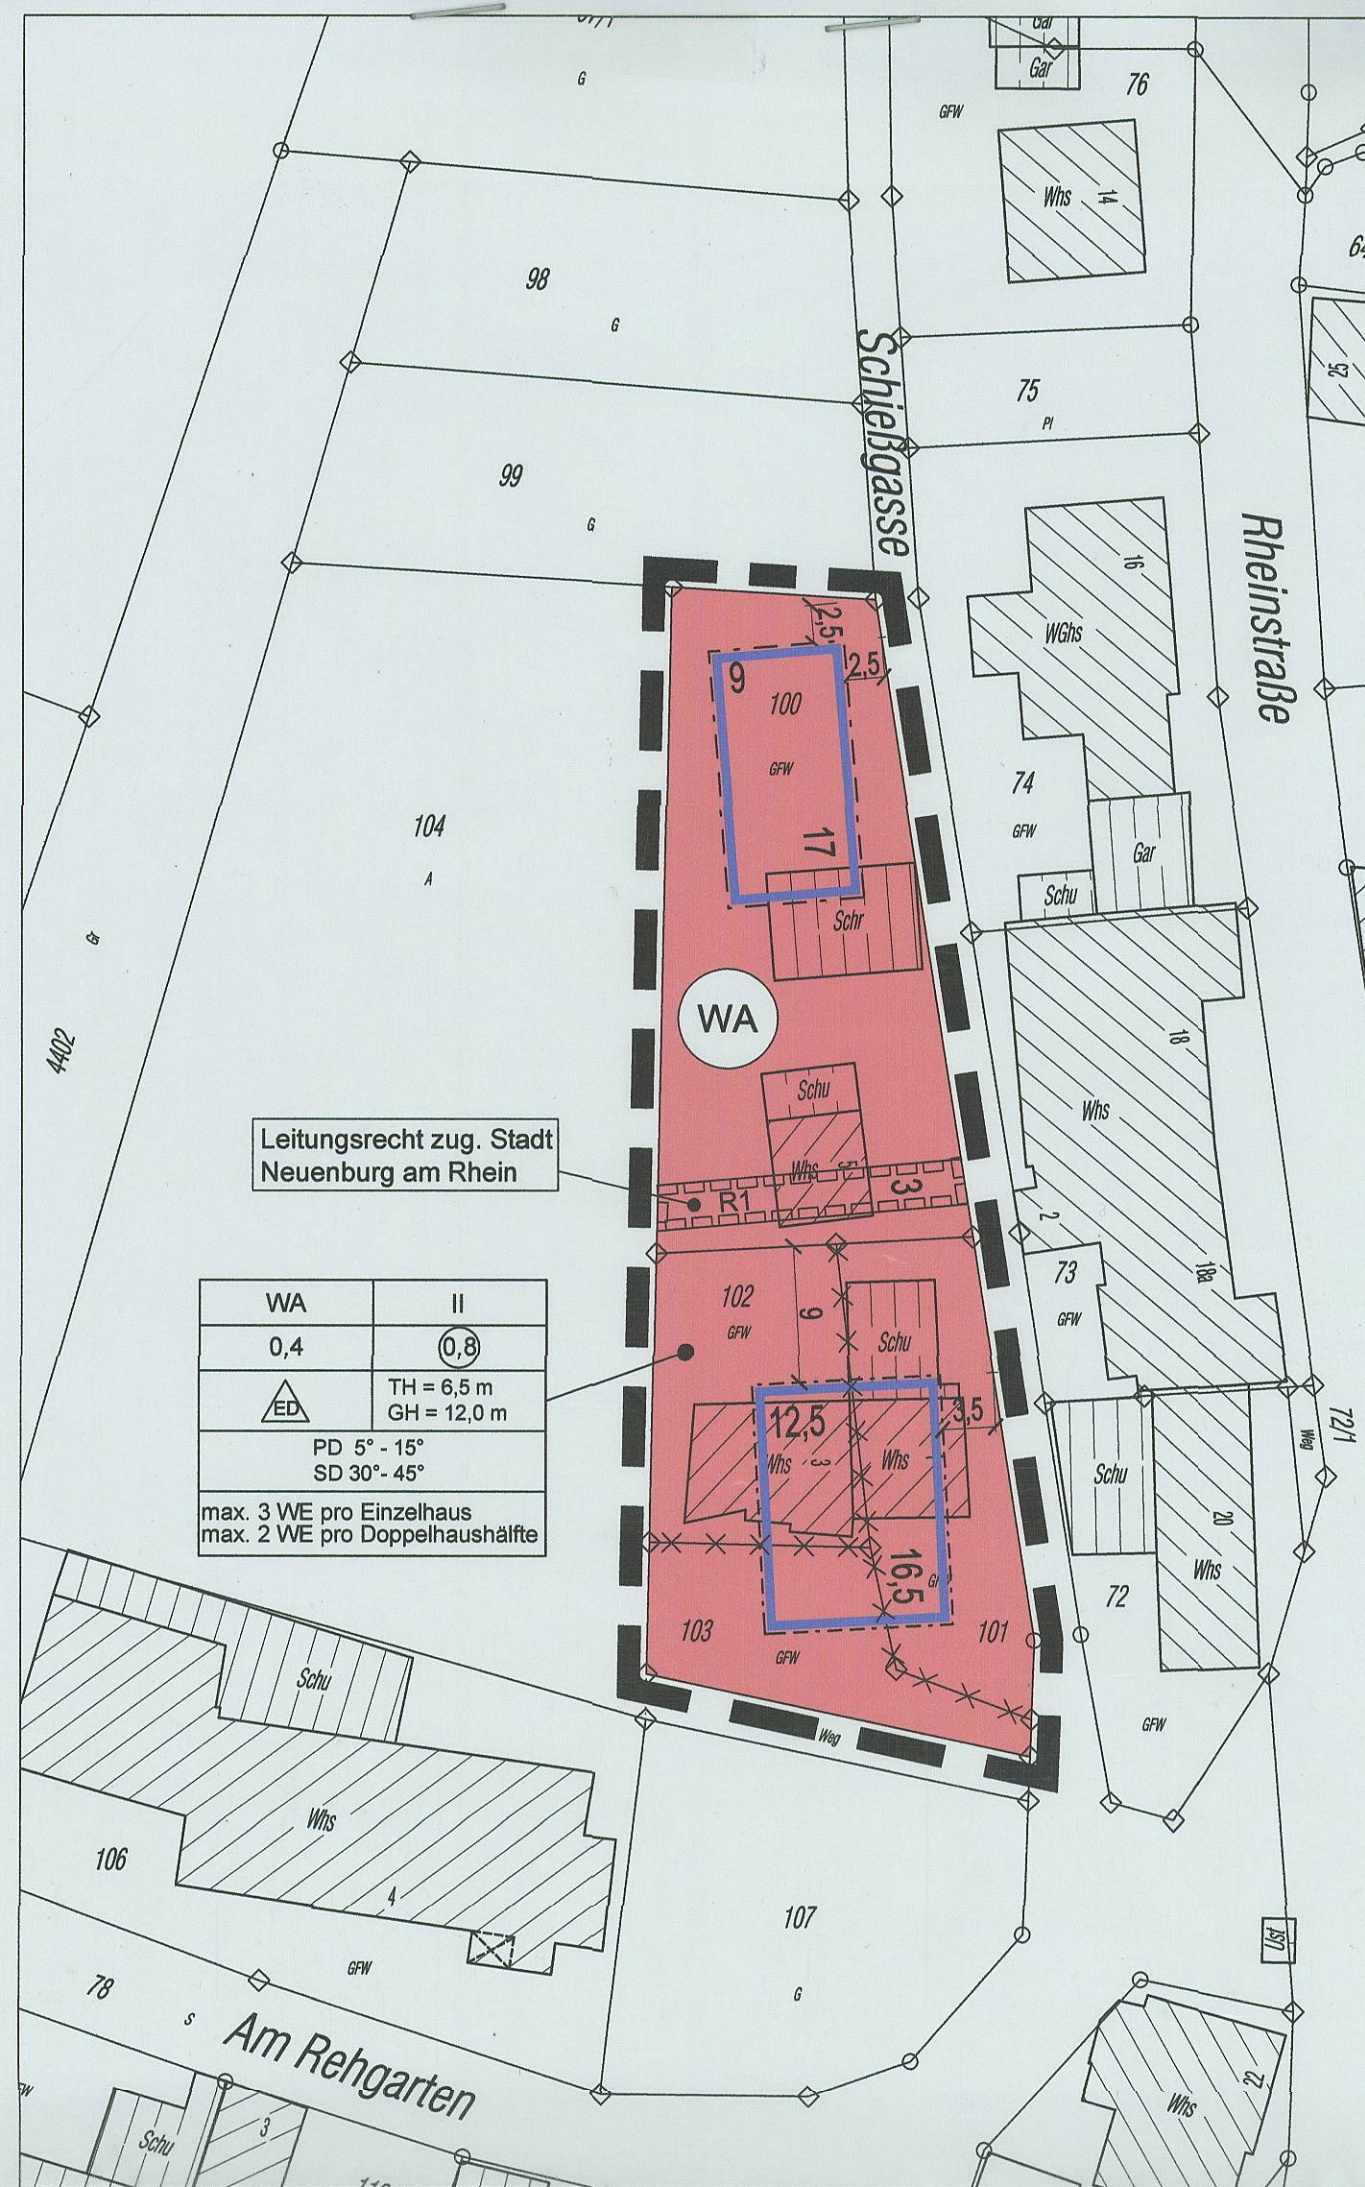 G
Gar
Gar
76
GFW
Whs
14
98
G
64
Schießgasse
75
Pl
25
99
G
16
WGhs
Rheinstraße
2,5
2,5
9
100
GFW
74
GFW
104
A
17
Gar
Schu
Schr
Gr
4402
WA
18
Whs
Schu
Leitungsrecht zug. Stadt
Neuenburg am Rhein
Whs
5
R1
3
2
18a
73
GFW
102
GFW
9
Schu
WA II
0,4 0,8
ED
TH = 6,5 m
GH = 12,0 m
PD 5° - 15°
SD 30°- 45°
max. 3 WE pro Einzelhaus
max. 2 WE pro Doppelhaushälfte
12,5
3,5
Whs
3
Whs
1
72/1
Weg
Schu
20
Whs
16,5
72
103
GFW
101
Schu
GFW
Weg
Whs
106
4
107
G
GFW
Ust
78
S
Am Rehgarten
22
Whs
3
Schu